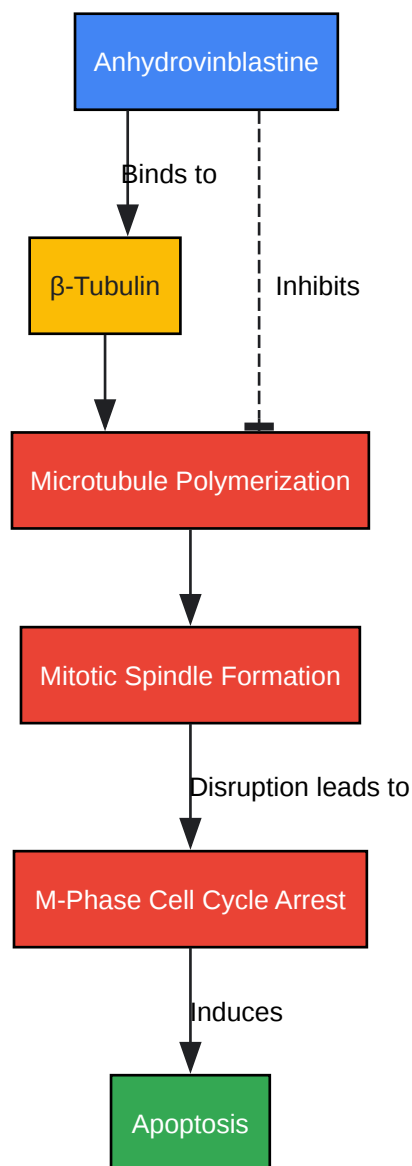 Anhydrovinblastine
Binds to
β-Tubulin
Inhibits
Microtubule Polymerization
Mitotic Spindle Formation
Disruption leads to
M-Phase Cell Cycle Arrest
Induces
Apoptosis